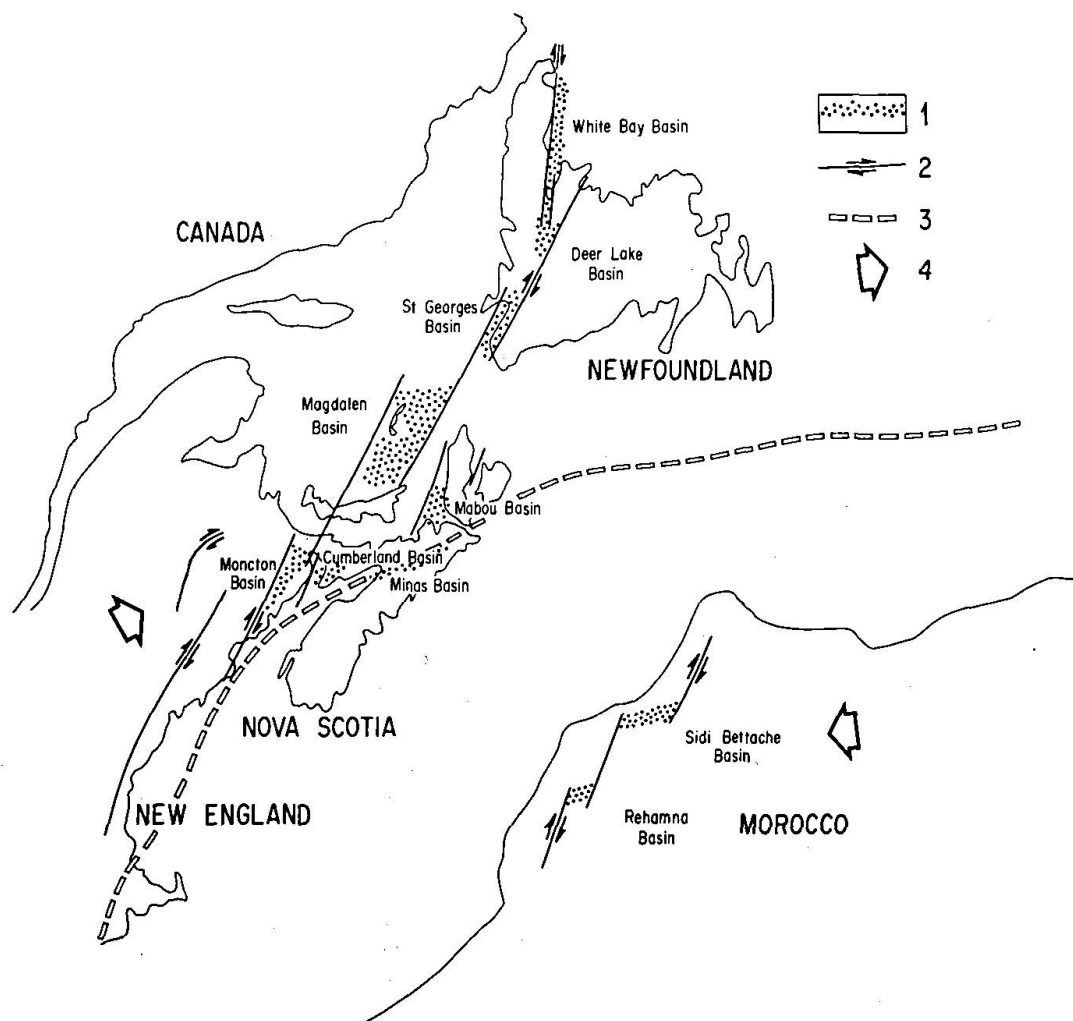 White Bay Basin
1
2
3
4
CANADA
Deer Lake
Basin
St Georges
Basin
NEWFOUNDLAND
Magdalen
Basin
Mabou Basin
Moncton
Basin
Cumberland Basin
Minas Basin
NOVA SCOTIA
Sidi Bettache
Basin
NEW ENGLAND
Rehamna
Basin
MOROCCO